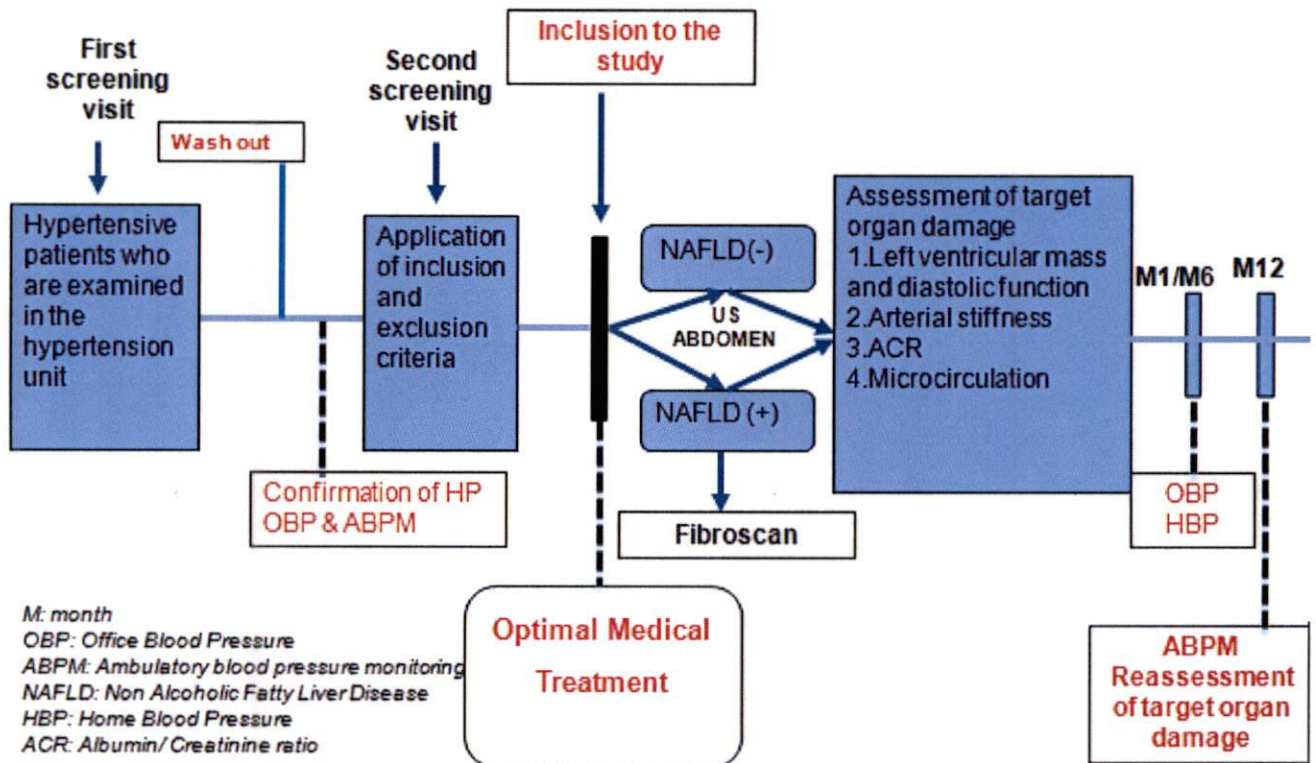 First
screening
visit
Wash out
Second
screening
visit
Inclusion to the
study
Hypertensive
patients who
are examined
in the
hypertension
unit
Confirmation of HP
OBP & ABPM
Application
of inclusion
and
exclusion
criteria
NAFLD(-)
US
ABDOMEN
NAFLD (+)
Fibroscan
Optimal Medical
Treatment
Assessment of target
organ damage
1.Left ventricular mass
and diastolic function
2.Arterial stiffness
3.ACR
4.Microcirculation
M1/M6
M12
OBP
HBP
ABPM
Reassessment
of target organ
damage
M: month
OBP: Office Blood Pressure
ABPM: Ambulatory blood pressure monitoring
NAFLD: Non Alcoholic Fatty Liver Disease
HBP: Home Blood Pressure
ACR: Albumin/ Creatinine ratio